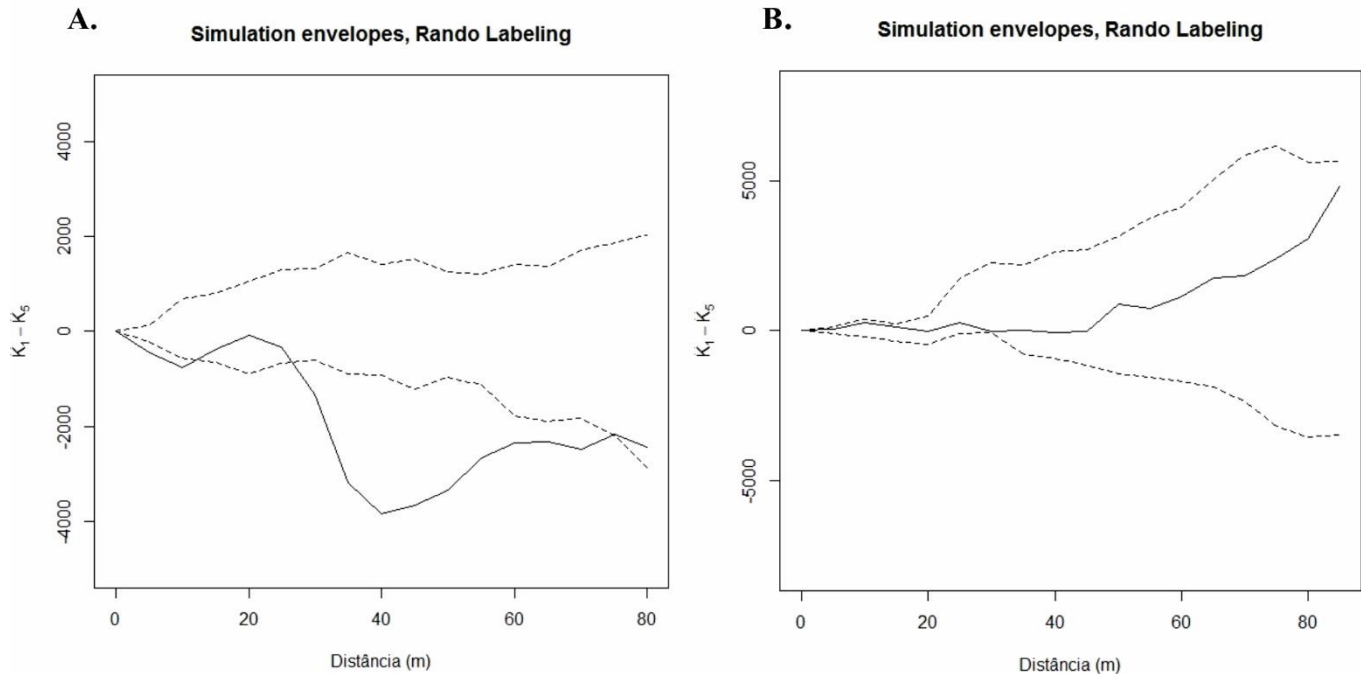 A.
Simulation envelopes, Rando Labeling
K₁ − K₅
4000
2000
0
-2000
-4000
0 20 40 60 80
Distância (m)
B.
Simulation envelopes, Rando Labeling
K₁ − K₅
5000
0
-5000
0 20 40 60 80
Distância (m)